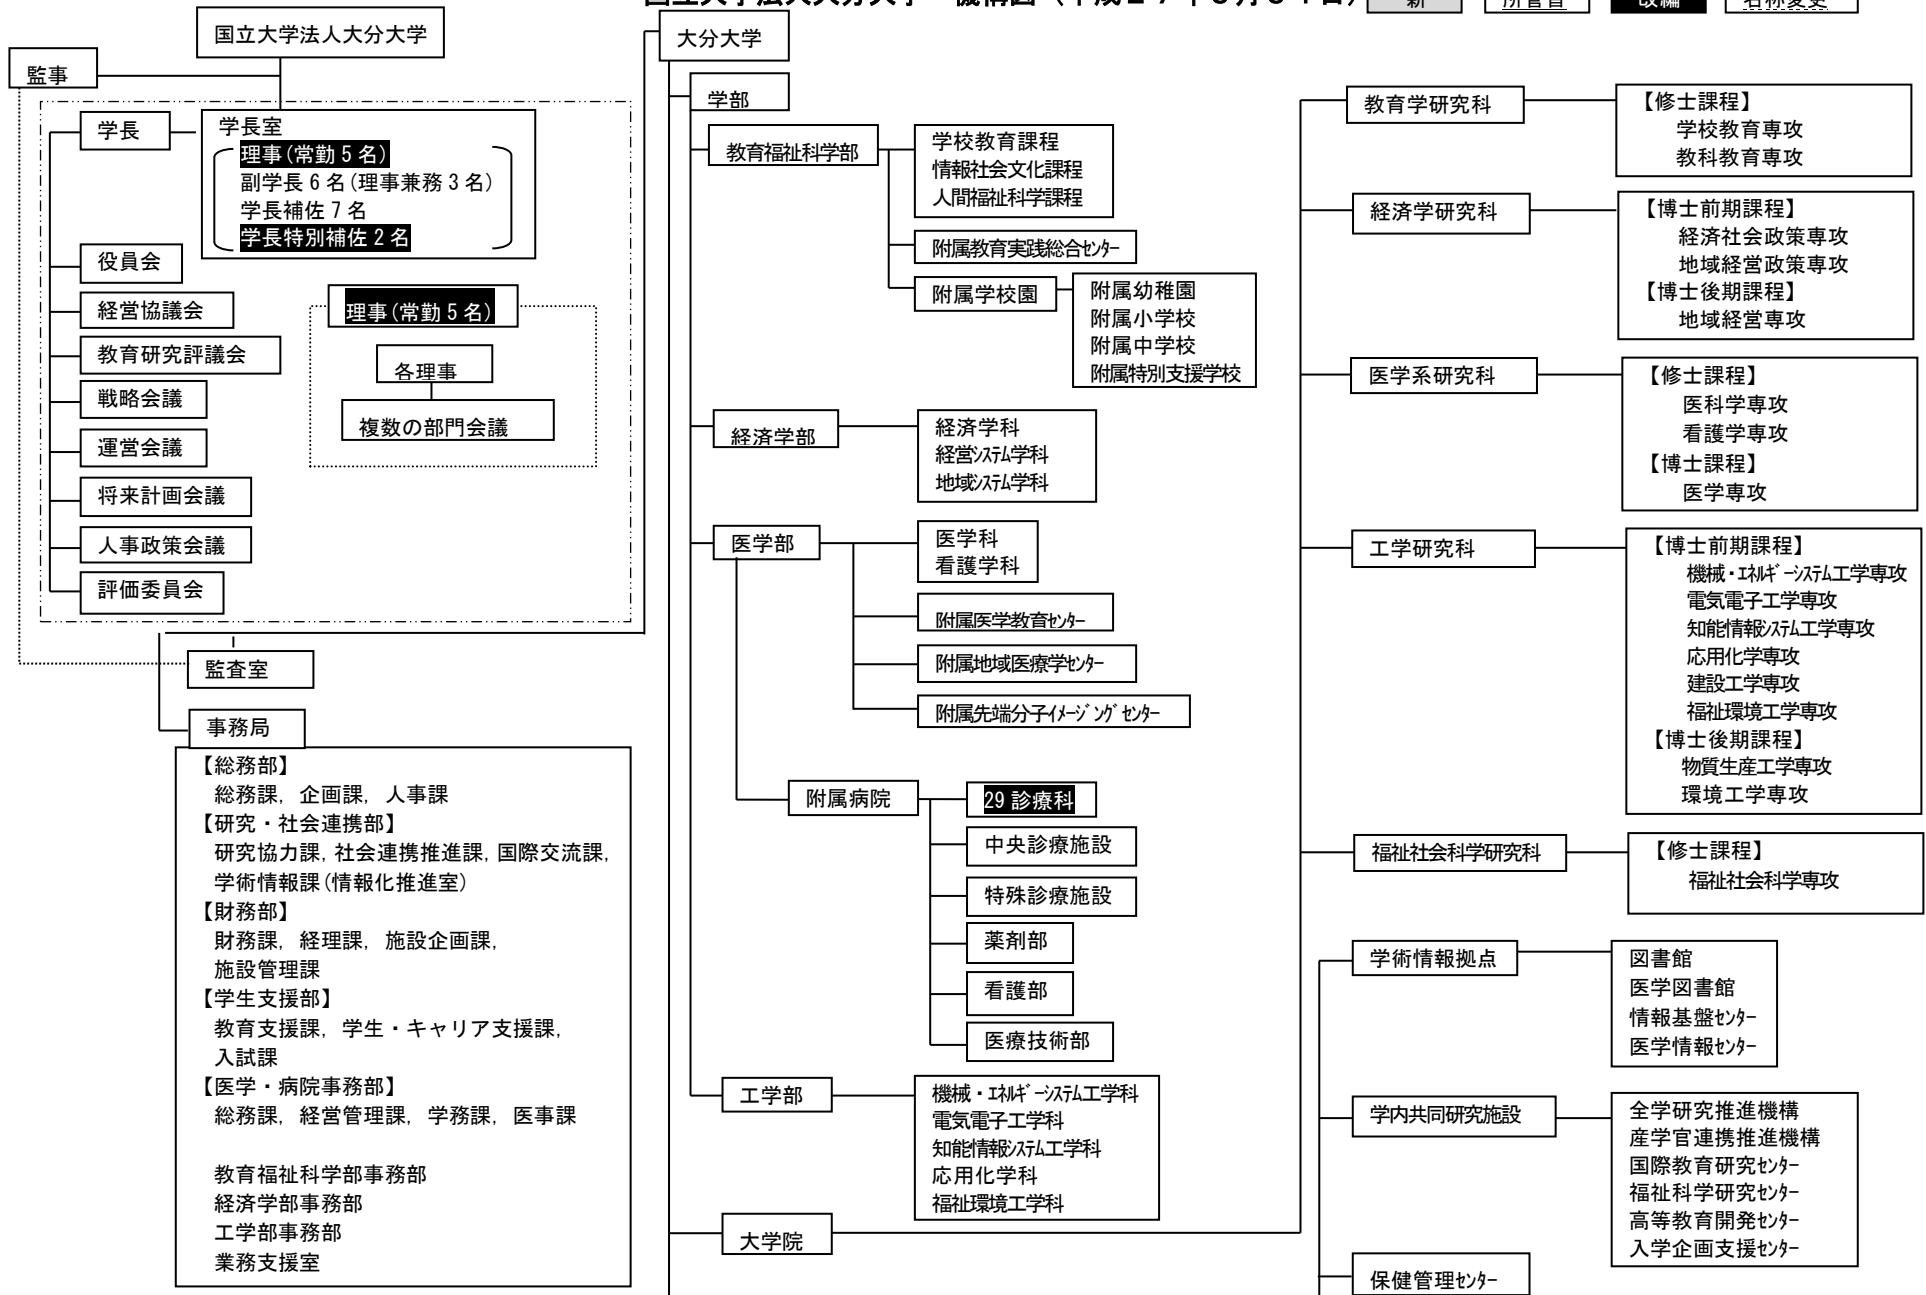 国立大学法人大分大学 機構図（平成２７年３月３１日）
新
所管替
改編
名称変更
国立大学法人大分大学
監事
学長
学長室
理事(常勤 5 名)
副学長 6 名(理事兼務 3 名)
学長補佐 7 名
学長特別補佐 2 名
役員会
経営協議会
教育研究評議会
戦略会議
運営会議
将来計画会議
人事政策会議
評価委員会
理事(常勤 5 名)
各理事
複数の部門会議
監査室
事務局
【総務部】
総務課，企画課，人事課
【研究・社会連携部】
研究協力課，社会連携推進課，国際交流課，
学術情報課(情報化推進室)
【財務部】
財務課，経理課，施設企画課，
施設管理課
【学生支援部】
教育支援課，学生・キャリア支援課，
入試課
【医学・病院事務部】
総務課，経営管理課，学務課，医事課
教育福祉科学部事務部
経済学部事務部
工学部事務部
業務支援室
大分大学
学部
教育福祉科学部
学校教育課程
情報社会文化課程
人間福祉科学課程
附属教育実践総合ｾﾝﾀｰ
附属学校園
附属幼稚園
附属小学校
附属中学校
附属特別支援学校
経済学部
経済学科
経営ｼｽﾃﾑ学科
地域ｼｽﾃﾑ学科
医学部
医学科
看護学科
附属医学教育ｾﾝﾀｰ
附属地域医療学ｾﾝﾀｰ
附属先端分子ｲﾒｰｼﾞﾝｸﾞｾﾝﾀｰ
附属病院
29 診療科
中央診療施設
特殊診療施設
薬剤部
看護部
医療技術部
工学部
機械・ｴﾈﾙｷﾞｰｼｽﾃﾑ工学科
電気電子工学科
知能情報ｼｽﾃﾑ工学科
応用化学科
福祉環境工学科
大学院
教育学研究科
【修士課程】
学校教育専攻
教科教育専攻
経済学研究科
【博士前期課程】
経済社会政策専攻
地域経営政策専攻
【博士後期課程】
地域経営専攻
医学系研究科
【修士課程】
医科学専攻
看護学専攻
【博士課程】
医学専攻
工学研究科
【博士前期課程】
機械・ｴﾈﾙｷﾞｰｼｽﾃﾑ工学専攻
電気電子工学専攻
知能情報ｼｽﾃﾑ工学専攻
応用化学専攻
建設工学専攻
福祉環境工学専攻
【博士後期課程】
物質生産工学専攻
環境工学専攻
福祉社会科学研究科
【修士課程】
福祉社会科学専攻
学術情報拠点
図書館
医学図書館
情報基盤ｾﾝﾀｰ
医学情報ｾﾝﾀｰ
学内共同研究施設
全学研究推進機構
産学官連携推進機構
国際教育研究ｾﾝﾀｰ
福祉科学研究ｾﾝﾀｰ
高等教育開発ｾﾝﾀｰ
入学企画支援ｾﾝﾀｰ
保健管理ｾﾝﾀｰ